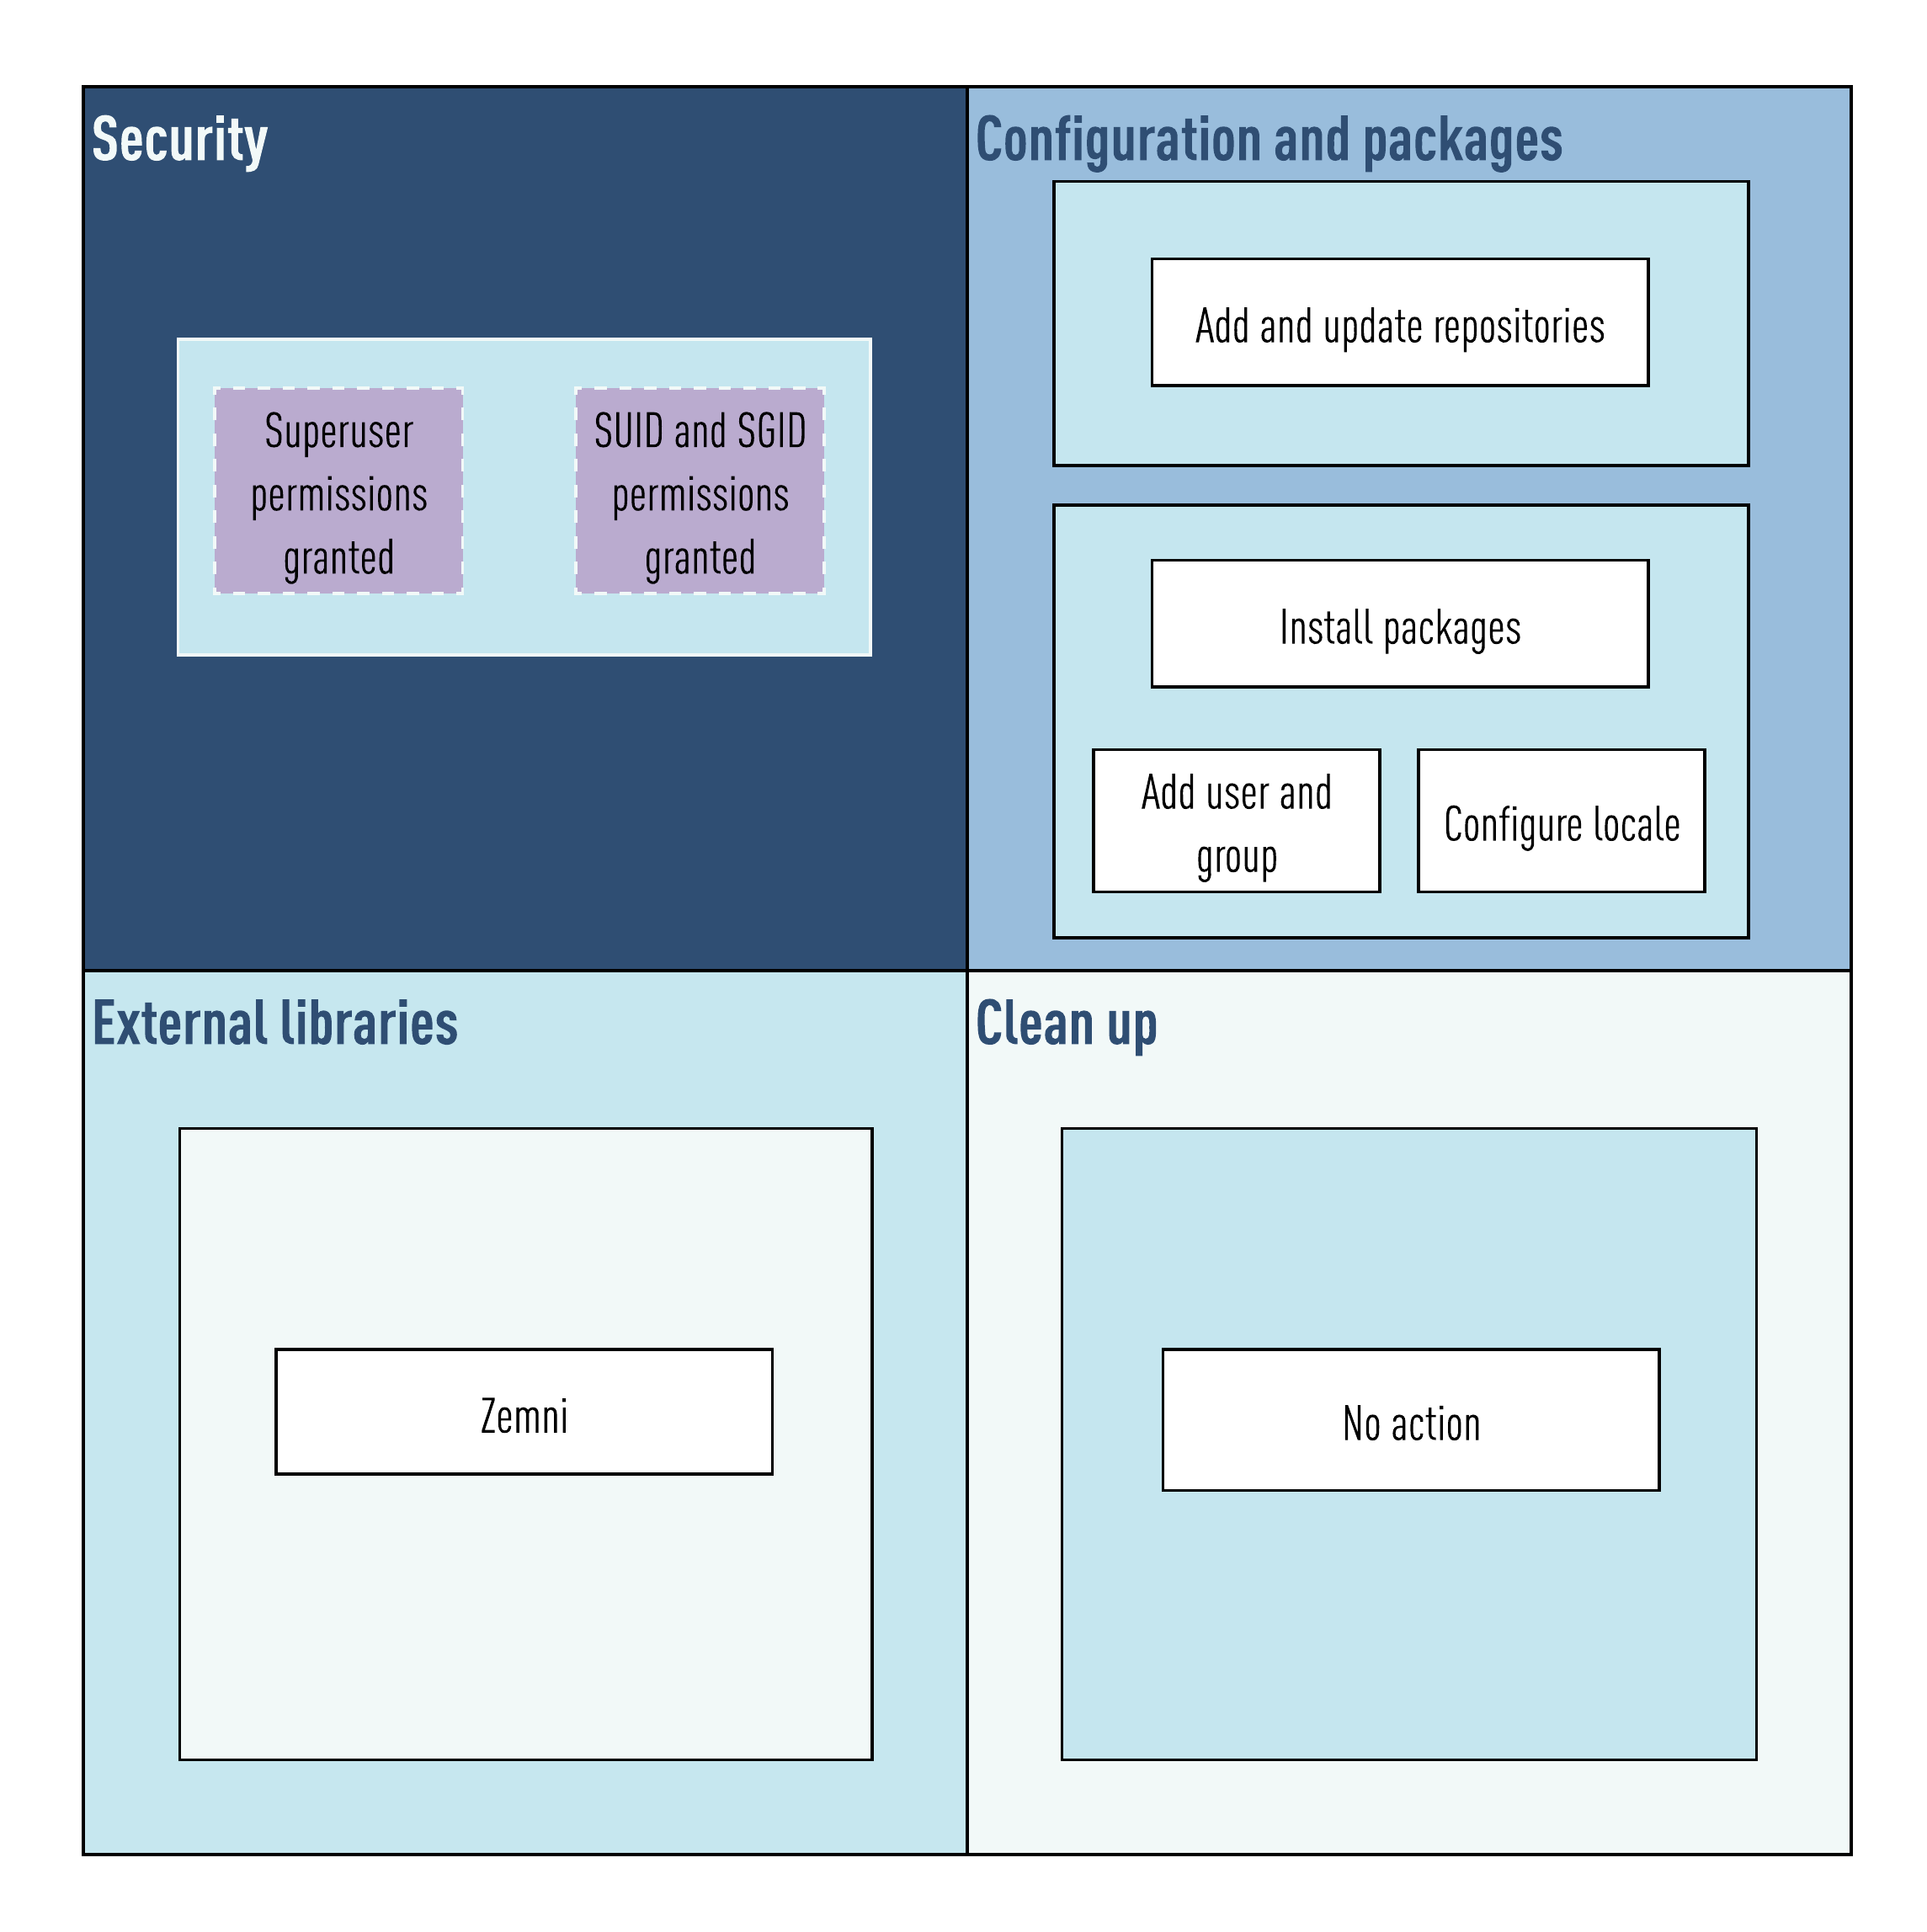 Security
Superuser
permissions
granted
SUID and SGID
permissions
granted
Configuration and packages
Add and update repositories
Install packages
Add user and
group
Configure locale
External libraries
Zemni
Clean up
No action